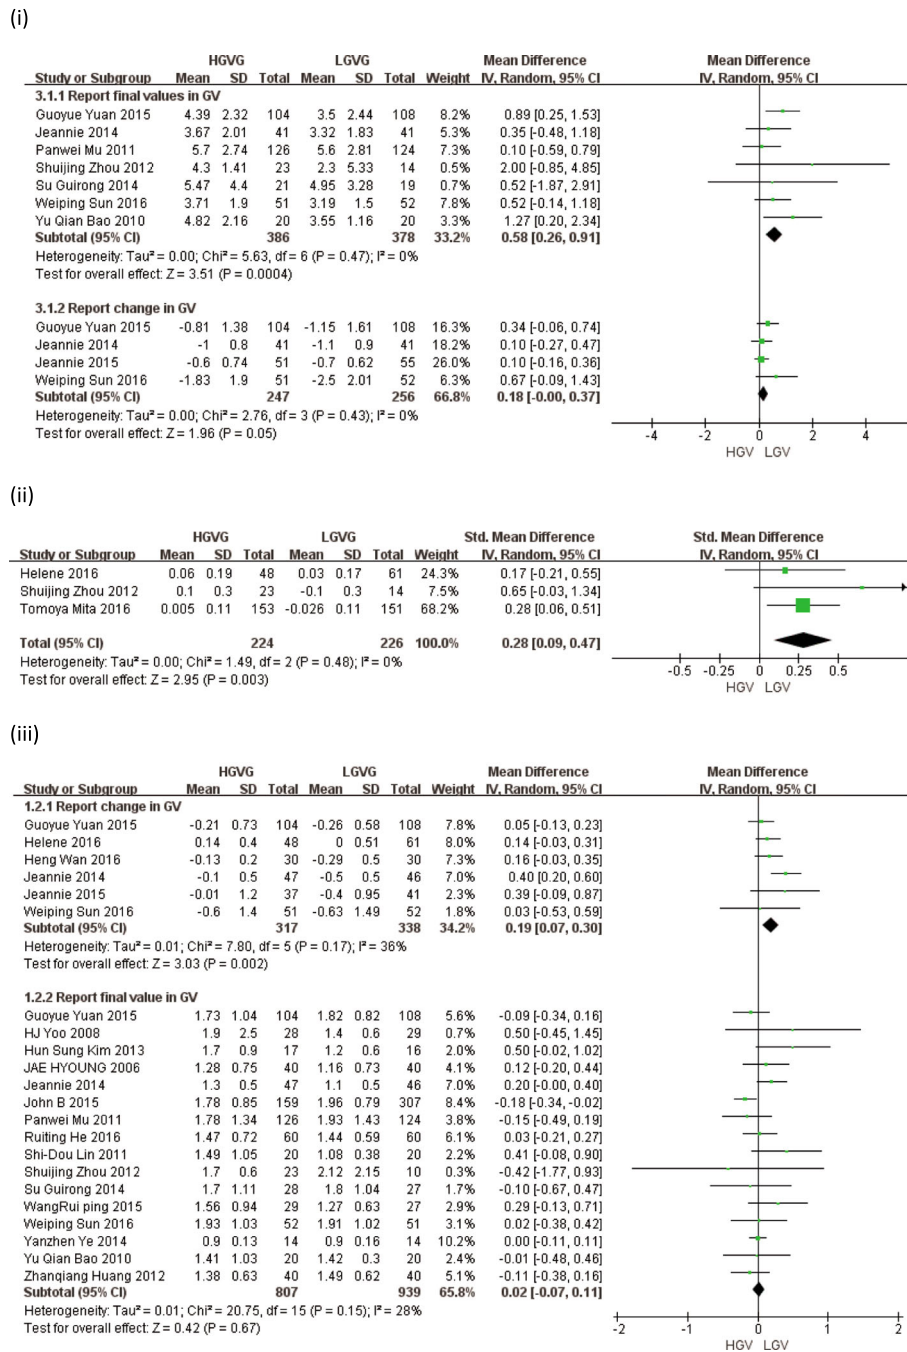 (i)
HGVG LGVG Mean Difference Mean Difference
Study or Subgroup Mean SD Total Mean SD Total Weight IV, Random, 95% CI IV, Random, 95% CI
3.1.1 Report final values in GV
Guoyue Yuan 2015 4.39 2.32 104 3.5 2.44 108 8.2% 0.89 [0.25, 1.53]
Jeannie 2014 3.67 2.01 41 3.32 1.83 41 5.3% 0.35 [-0.48, 1.18]
Panwei Mu 2011 5.7 2.74 126 5.6 2.81 124 7.3% 0.10 [-0.59, 0.79]
Shuijing Zhou 2012 4.3 1.41 23 2.3 5.33 14 0.5% 2.00 [-0.85, 4.85]
Su Guirong 2014 5.47 4.4 21 4.95 3.28 19 0.7% 0.52 [-1.87, 2.91]
Weiping Sun 2016 3.71 1.9 51 3.19 1.5 52 7.8% 0.52 [-0.14, 1.18]
Yu Qian Bao 2010 4.82 2.16 20 3.55 1.16 20 3.3% 1.27 [0.20, 2.34]
Subtotal (95% CI) 386 378 33.2% 0.58 [0.26, 0.91]
Heterogeneity: Tau² = 0.00; Chi² = 5.63, df = 6 (P = 0.47); I² = 0%
Test for overall effect: Z = 3.51 (P = 0.0004)
3.1.2 Report change in GV
Guoyue Yuan 2015 -0.81 1.38 104 -1.15 1.61 108 16.3% 0.34 [-0.06, 0.74]
Jeannie 2014 -1 0.8 41 -1.1 0.9 41 18.2% 0.10 [-0.27, 0.47]
Jeannie 2015 -0.6 0.74 51 -0.7 0.62 55 26.0% 0.10 [-0.16, 0.36]
Weiping Sun 2016 -1.83 1.9 51 -2.5 2.01 52 6.3% 0.67 [-0.09, 1.43]
Subtotal (95% CI) 247 256 66.8% 0.18 [-0.00, 0.37]
Heterogeneity: Tau² = 0.00; Chi² = 2.76, df = 3 (P = 0.43); I² = 0%
Test for overall effect: Z = 1.96 (P = 0.05)
-4 -2 0 2 4
HGV LGV
(ii)
HGVG LGVG Std. Mean Difference Std. Mean Difference
Study or Subgroup Mean SD Total Mean SD Total Weight IV, Random, 95% CI IV, Random, 95% CI
Helene 2016 0.06 0.19 48 0.03 0.17 61 24.3% 0.17 [-0.21, 0.55]
Shuijing Zhou 2012 0.1 0.3 23 -0.1 0.3 14 7.5% 0.65 [-0.03, 1.34]
Tomoya Mita 2016 0.005 0.11 153 -0.026 0.11 151 68.2% 0.28 [0.06, 0.51]
Total (95% CI) 224 226 100.0% 0.28 [0.09, 0.47]
Heterogeneity: Tau² = 0.00; Chi² = 1.49, df = 2 (P = 0.48); I² = 0%
Test for overall effect: Z = 2.95 (P = 0.003)
-0.5 -0.25 0 0.25 0.5
HGV LGV
(iii)
HGVG LGVG Mean Difference Mean Difference
Study or Subgroup Mean SD Total Mean SD Total Weight IV, Random, 95% CI IV, Random, 95% CI
1.2.1 Report change in GV
Guoyue Yuan 2015 -0.21 0.73 104 -0.26 0.58 108 7.8% 0.05 [-0.13, 0.23]
Helene 2016 0.14 0.4 48 0 0.51 61 8.0% 0.14 [-0.03, 0.31]
Heng Wan 2016 -0.13 0.2 30 -0.29 0.5 30 7.3% 0.16 [-0.03, 0.35]
Jeannie 2014 -0.1 0.5 47 -0.5 0.5 46 7.0% 0.40 [0.20, 0.60]
Jeannie 2015 -0.01 1.2 37 -0.4 0.95 41 2.3% 0.39 [-0.09, 0.87]
Weiping Sun 2016 -0.6 1.4 51 -0.63 1.49 52 1.8% 0.03 [-0.53, 0.59]
Subtotal (95% CI) 317 338 34.2% 0.19 [0.07, 0.30]
Heterogeneity: Tau² = 0.01; Chi² = 7.80, df = 5 (P = 0.17); I² = 36%
Test for overall effect: Z = 3.03 (P = 0.002)
1.2.2 Report final value in GV
Guoyue Yuan 2015 1.73 1.04 104 1.82 0.82 108 5.6% -0.09 [-0.34, 0.16]
HJ Yoo 2008 1.9 2.5 28 1.4 0.6 29 0.7% 0.50 [-0.45, 1.45]
Hun Sung Kim 2013 1.7 0.9 17 1.2 0.6 16 2.0% 0.50 [-0.02, 1.02]
JAE HYOUNG 2006 1.28 0.75 40 1.16 0.73 40 4.2% 0.12 [-0.20, 0.44]
Jeannie 2014 1.3 0.5 47 1.1 0.5 46 7.0% 0.20 [-0.00, 0.40]
John B 2015 1.78 0.85 159 1.96 0.79 307 8.4% -0.18 [-0.34, -0.02]
Panwei Mu 2011 1.78 1.34 126 1.93 1.43 124 3.8% -0.15 [-0.49, 0.19]
Ruiting He 2016 1.47 0.72 60 1.44 0.59 60 6.1% 0.03 [-0.21, 0.27]
Shi-Dou Lin 2011 1.49 1.05 20 1.08 0.38 20 2.3% 0.41 [-0.08, 0.90]
Shuijing Zhou 2012 1.7 0.6 23 2.12 2.15 10 0.3% -0.42 [-1.77, 0.93]
Su Guirong 2014 1.7 1.11 28 1.8 1.04 27 1.7% -0.10 [-0.67, 0.47]
WangRui ping 2015 1.56 0.94 29 1.27 0.63 27 2.9% 0.29 [-0.13, 0.71]
Weiping Sun 2016 1.93 1.03 52 1.91 1.02 51 3.1% 0.02 [-0.38, 0.42]
Yanzhen Ye 2014 0.9 0.13 14 0.9 0.16 14 10.2% 0.00 [-0.11, 0.11]
Yu Qian Bao 2010 1.41 1.03 20 1.42 0.3 20 2.4% -0.01 [-0.48, 0.46]
Zhanqiang Huang 2012 1.38 0.63 40 1.49 0.62 40 5.1% -0.11 [-0.38, 0.16]
Subtotal (95% CI) 807 939 65.8% 0.02 [-0.07, 0.11]
Heterogeneity: Tau² = 0.01; Chi² = 20.75, df = 15 (P = 0.15); I² = 28%
Test for overall effect: Z = 0.42 (P = 0.67)
-2 -1 0 1 2
HGV LGV